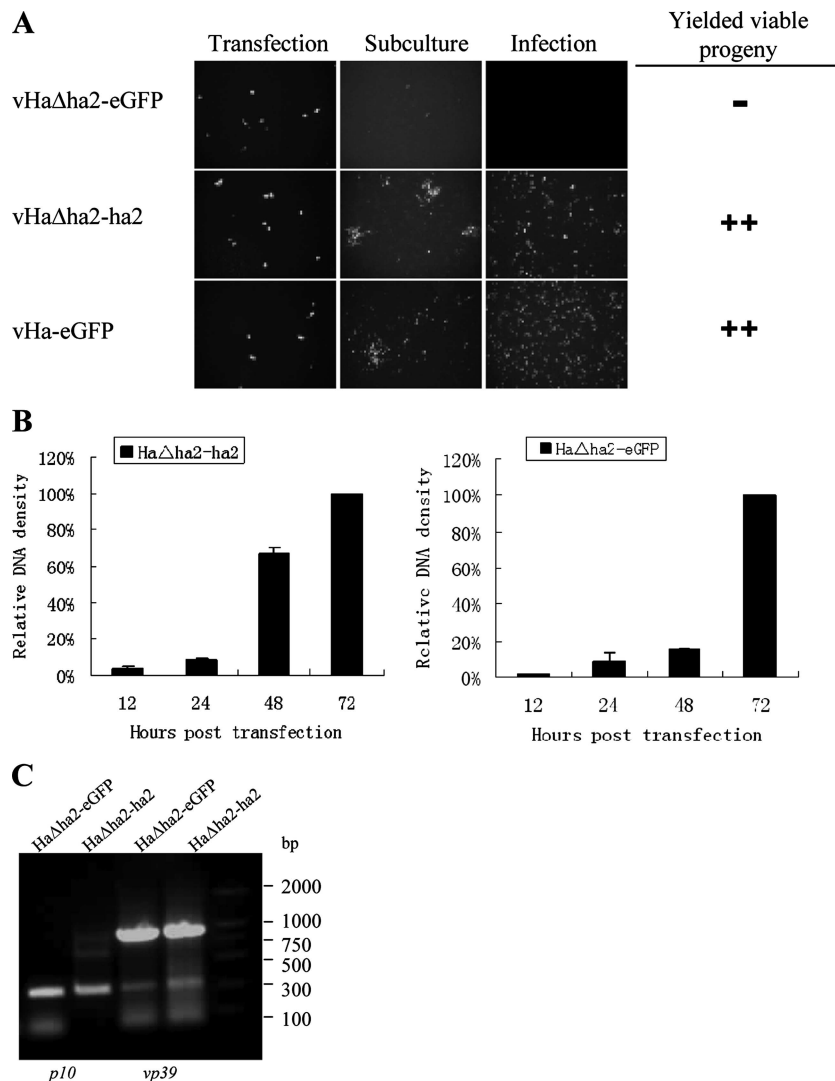 A
Transfection Subculture Infection
Yielded viable
progeny
vHaΔha2-eGFP
-
vHaΔha2-ha2
++
vHa-eGFP
++
B
HaΔha2-ha2
120%
100%
80%
60%
40%
20%
0%
Relative DNA density
12 24 48 72
Hours post transfection
HaΔha2-eGFP
120%
100%
80%
60%
40%
20%
0%
Relative DNA density
12 24 48 72
Hours post transfection
C
HaΔha2-eGFP
HaΔha2-ha2
HaΔha2-eGFP
HaΔha2-ha2
bp
2000
1000
750
500
300
100
p10 vp39